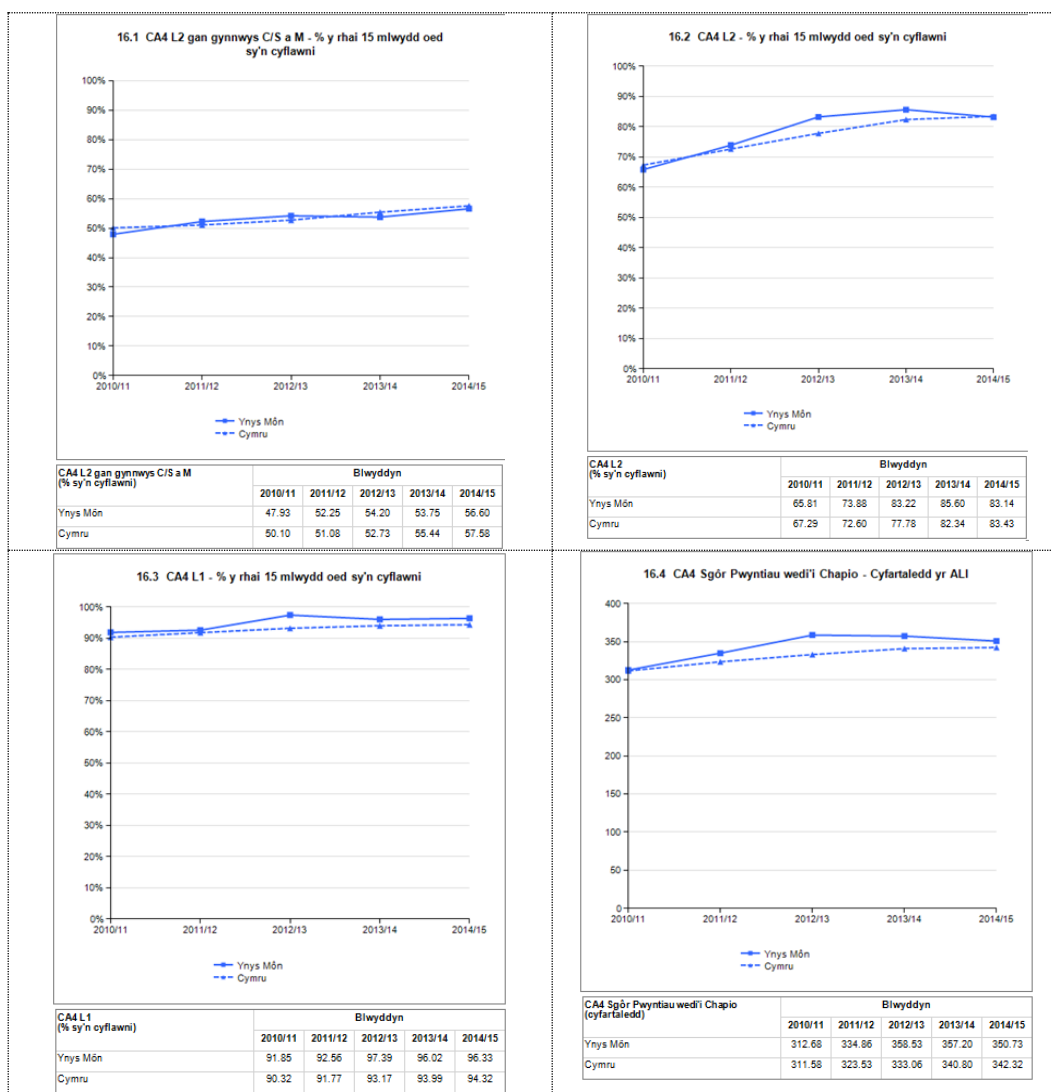 16.1 CA4 L2 gan gynnwys C/S a M - % y rhai 15 mlwydd oed
sy'n cyflawni
100%
90%
80%
70%
60%
50%
40%
30%
20%
10%
0%
2010/11 2011/12 2012/13 2013/14 2014/15
Ynys Môn
Cymru
CA4 L2 gan gynnwys C/S a M
(% sy'n cyflawni)
Blwyddyn
2010/11 2011/12 2012/13 2013/14 2014/15
Ynys Môn 47.93 52.25 54.20 53.75 56.60
Cymru 50.10 51.08 52.73 55.44 57.58
16.2 CA4 L2 - % y rhai 15 mlwydd oed sy'n cyflawni
100%
90%
80%
70%
60%
50%
40%
30%
20%
10%
0%
2010/11 2011/12 2012/13 2013/14 2014/15
Ynys Môn
Cymru
CA4 L2
(% sy'n cyflawni)
Blwyddyn
2010/11 2011/12 2012/13 2013/14 2014/15
Ynys Môn 65.81 73.88 83.22 85.60 83.14
Cymru 67.29 72.60 77.78 82.34 83.43
16.3 CA4 L1 - % y rhai 15 mlwydd oed sy'n cyflawni
100%
90%
80%
70%
60%
50%
40%
30%
20%
10%
0%
2010/11 2011/12 2012/13 2013/14 2014/15
Ynys Môn
Cymru
CA4 L1
(% sy'n cyflawni)
Blwyddyn
2010/11 2011/12 2012/13 2013/14 2014/15
Ynys Môn 91.85 92.56 97.39 96.02 96.33
Cymru 90.32 91.77 93.17 93.99 94.32
16.4 CA4 Sgôr Pwyntiau wedi'i Chapio - Cyfartaledd yr ALI
400
350
300
250
200
150
100
50
0
2010/11 2011/12 2012/13 2013/14 2014/15
Ynys Môn
Cymru
CA4 Sgôr Pwyntiau wedi'i Chapio
(cyfartaledd)
Blwyddyn
2010/11 2011/12 2012/13 2013/14 2014/15
Ynys Môn 312.68 334.86 358.53 357.20 350.73
Cymru 311.58 323.53 333.06 340.80 342.32